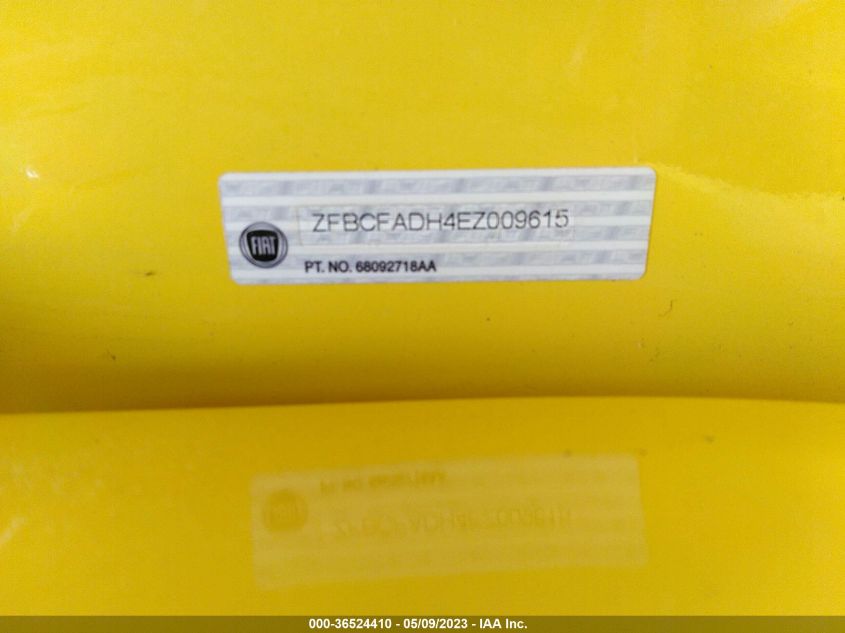 ZFBCFADH4EZ009615
FIAT
PT. NO. 68092718AA
000-36524410 - 05/09/2023 - IAA Inc.